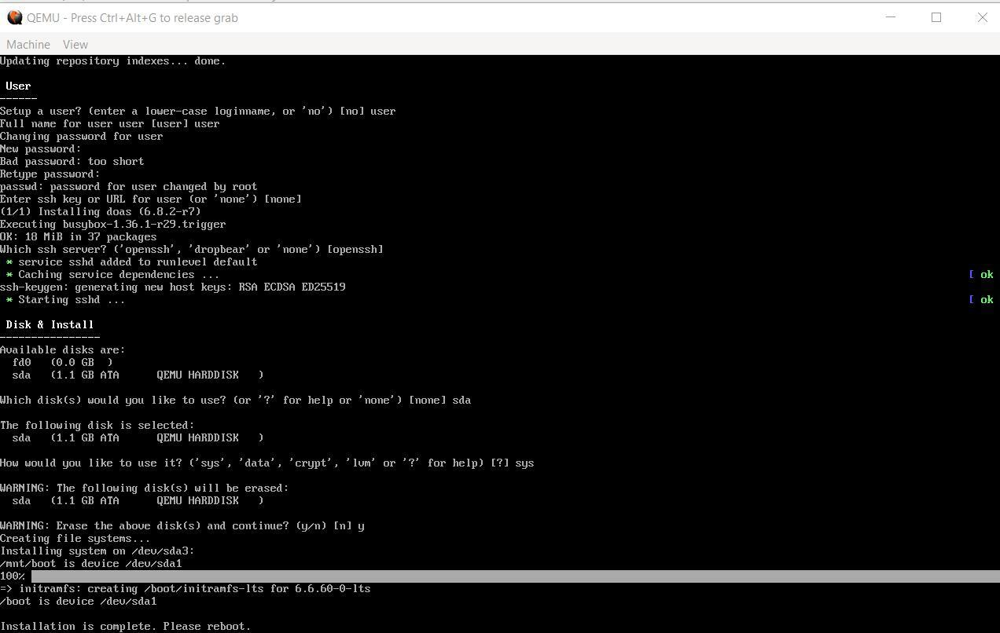 QEMU - Press Ctrl+Alt+G to release grab
Machine View
Updating repository indexes... done.
User
------
Setup a user? (enter a lower-case loginname, or 'no') [no] user
Full name for user user [user] user
Changing password for user
New password:
Bad password: too short
Retype password:
passwd: password for user changed by root
Enter ssh key or URL for user (or 'none') [none]
(1/1) Installing doas (6.8.2-r7)
Executing busybox-1.36.1-r29.trigger
OK: 18 MiB in 37 packages
Which ssh server? ('openssh', 'dropbear' or 'none') [openssh]
* service sshd added to runlevel default
* Caching service dependencies ... [ ok
ssh-keygen: generating new host keys: RSA ECDSA ED25519
* Starting sshd ... [ ok
Disk & Install
----------------
Available disks are:
fd0 (0.0 GB )
sda (1.1 GB ATA QEMU HARDDISK )
Which disk(s) would you like to use? (or '?' for help or 'none') [none] sda
The following disk is selected:
sda (1.1 GB ATA QEMU HARDDISK )
How would you like to use it? ('sys', 'data', 'crypt', 'lvm' or '?' for help) [?] sys
WARNING: The following disk(s) will be erased:
sda (1.1 GB ATA QEMU HARDDISK )
WARNING: Erase the above disk(s) and continue? (y/n) [n] y
Creating file systems...
Installing system on /dev/sda3:
/mnt/boot is device /dev/sda1
100%
=> initramfs: creating /boot/initramfs-lts for 6.6.60-0-lts
/boot is device /dev/sda1
Installation is complete. Please reboot.